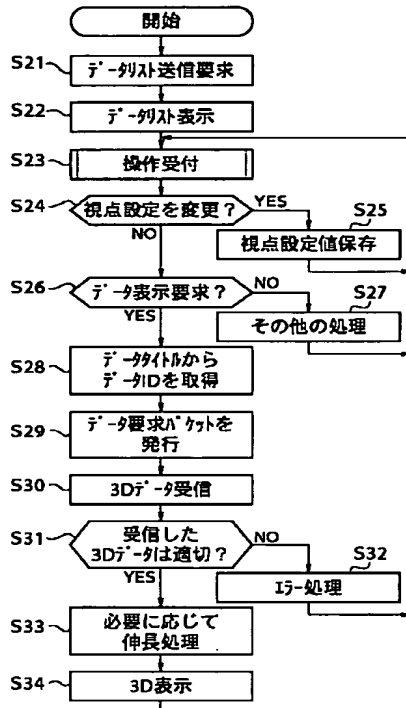 開始
S21
データリスト送信要求
S22
データリスト表示
S23
操作受付
S24
視点設定を変更？
YES
S25
NO
視点設定値保存
S26
データ表示要求？
NO
S27
YES
その他の処理
S28
データタイトルから
データIDを取得
S29
データ要求パケットを
発行
S30
3Dデータ受信
S31
受信した
3Dデータは適切？
NO
S32
YES
エラー処理
S33
必要に応じて
伸長処理
S34
3D表示